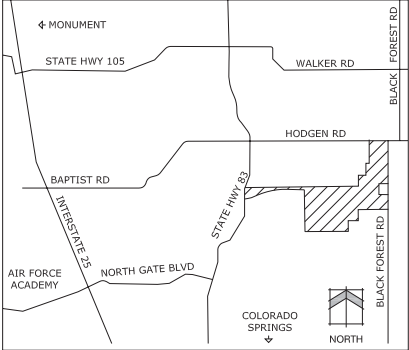 MONUMENT
BLACK FOREST RD
STATE HWY 105
WALKER RD
HODGEN RD
BAPTIST RD
STATE HWY 83
INTERSTATE 25
BLACK FOREST RD
AIR FORCE
ACADEMY
NORTH GATE BLVD
COLORADO
SPRINGS
NORTH